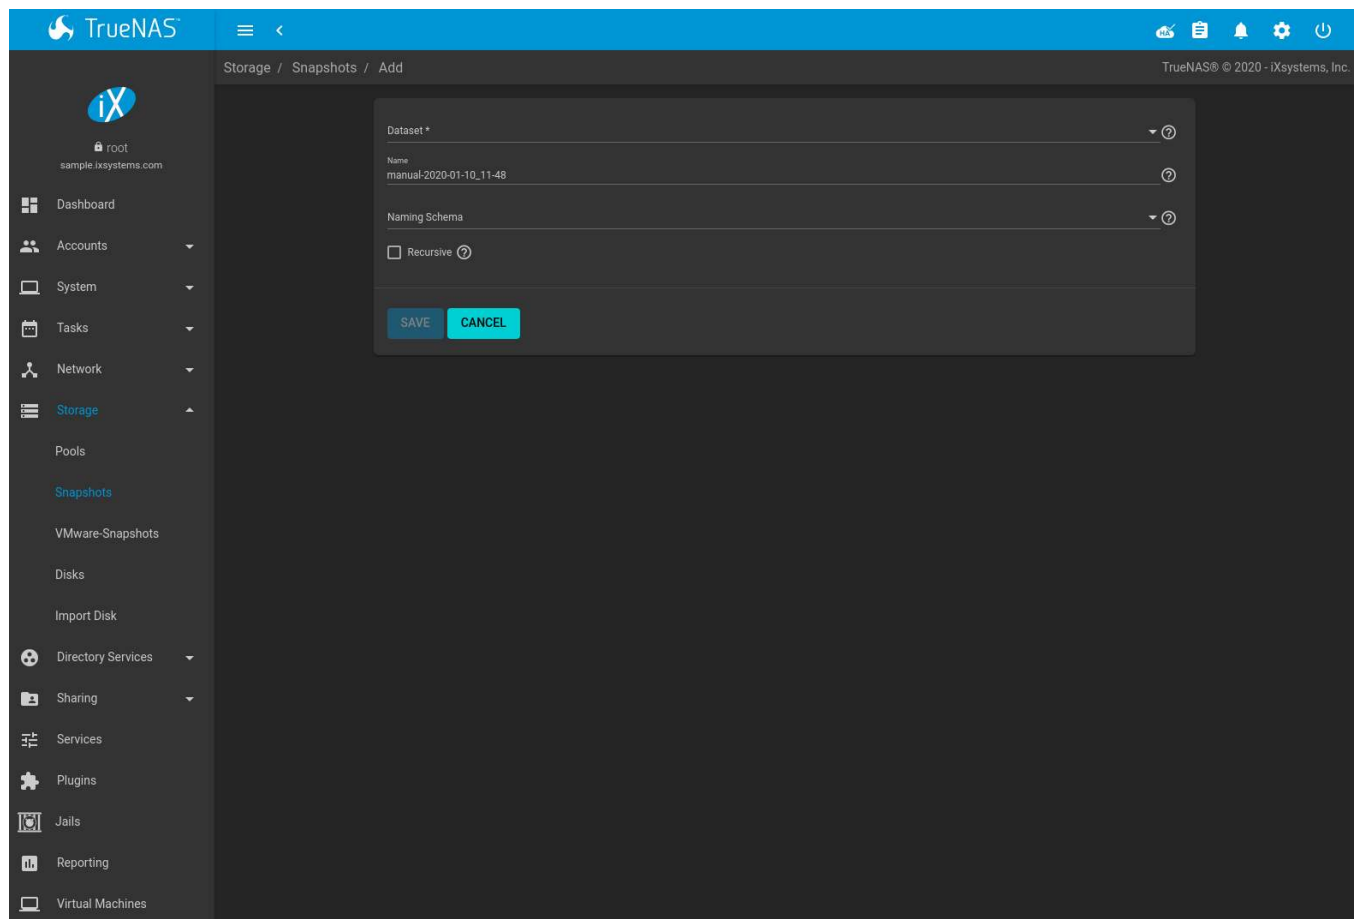 TrueNAS
HA
Storage / Snapshots / Add
TrueNAS® © 2020 - iXsystems, Inc.
iX
root
sample.ixsystems.com
Dashboard
Accounts
System
Tasks
Network
Storage
Pools
Snapshots
VMware-Snapshots
Disks
Import Disk
Directory Services
Sharing
Services
Plugins
Jails
Reporting
Virtual Machines
Dataset *
Name
manual-2020-01-10_11-48
Naming Schema
Recursive
SAVE CANCEL